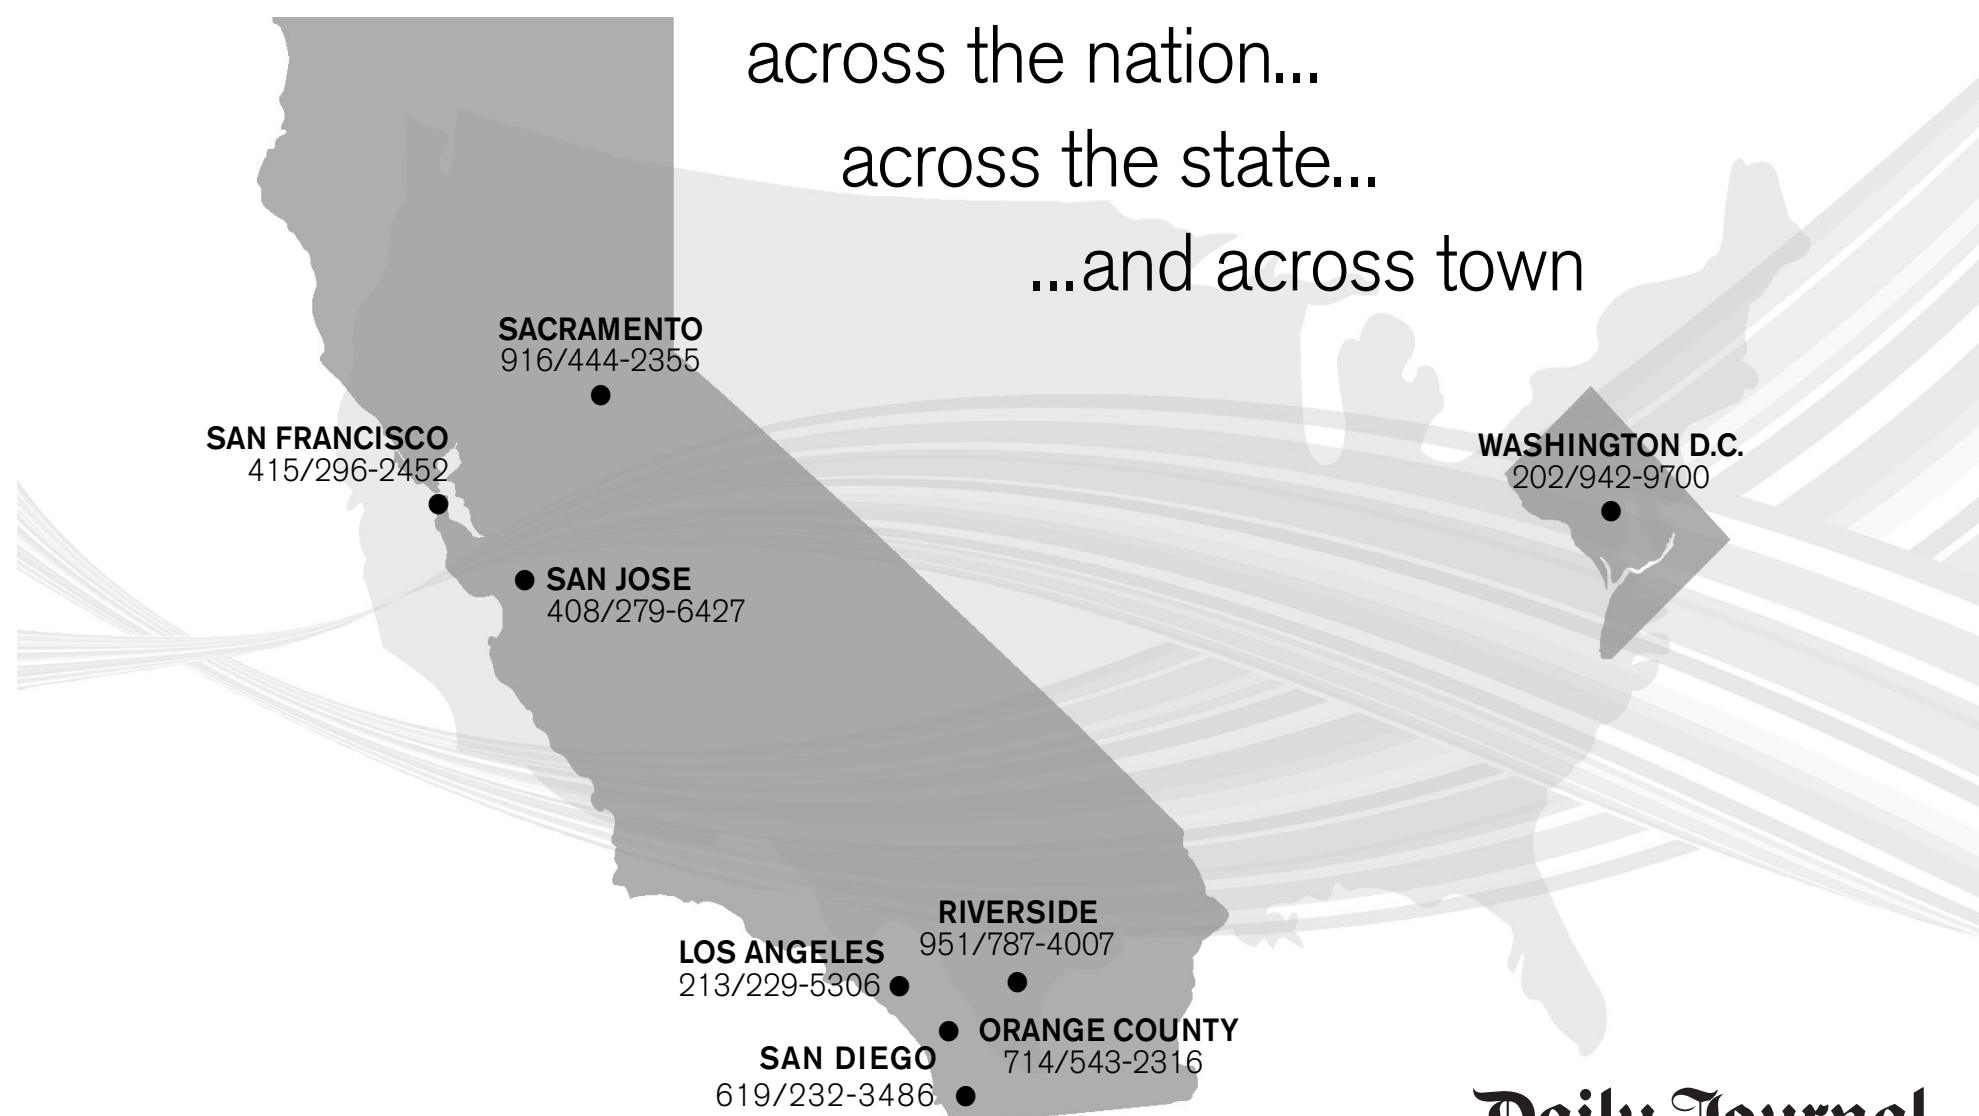 across the nation...
across the state...
...and across town
SACRAMENTO
916/444-2355
SAN FRANCISCO
415/296-2452
WASHINGTON D.C.
202/942-9700
SAN JOSE
408/279-6427
RIVERSIDE
951/787-4007
LOS ANGELES
213/229-5306
ORANGE COUNTY
714/543-2316
SAN DIEGO
619/232-3486
Daily Journal